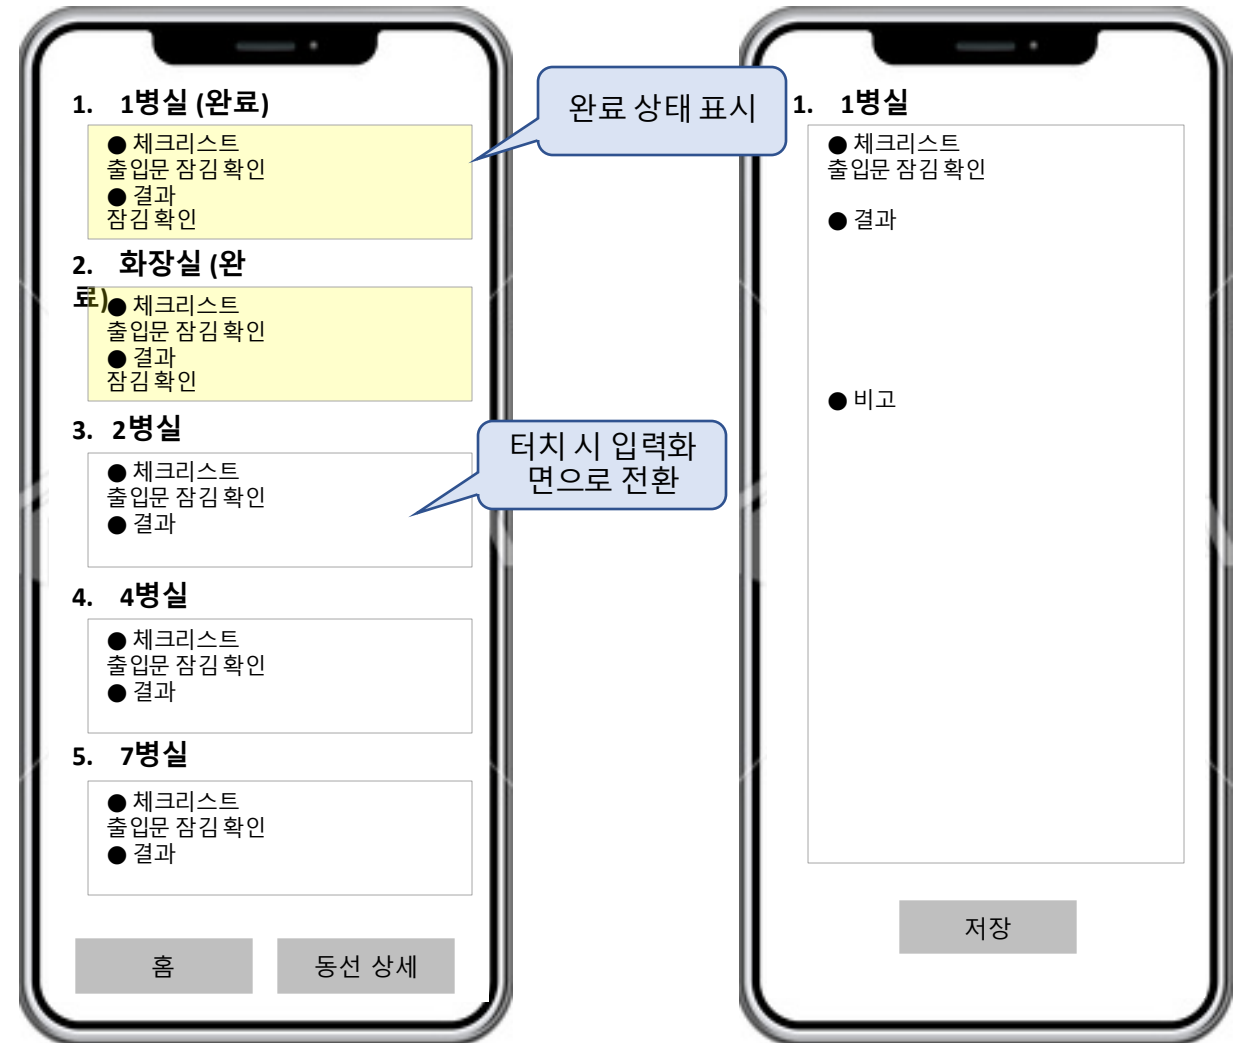 1. 1병실 (완료)
● 체크리스트
출입문 잠김 확인
● 결과
잠김 확인
2. 화장실 (완
료)
● 체크리스트
출입문 잠김 확인
● 결과
잠김 확인
3. 2병실
● 체크리스트
출입문 잠김 확인
● 결과
4. 4병실
● 체크리스트
출입문 잠김 확인
● 결과
5. 7병실
● 체크리스트
출입문 잠김 확인
● 결과
홈
동선 상세
완료 상태 표시
터치 시 입력화
면으로 전환
1. 1병실
● 체크리스트
출입문 잠김 확인
● 결과
● 비고
저장